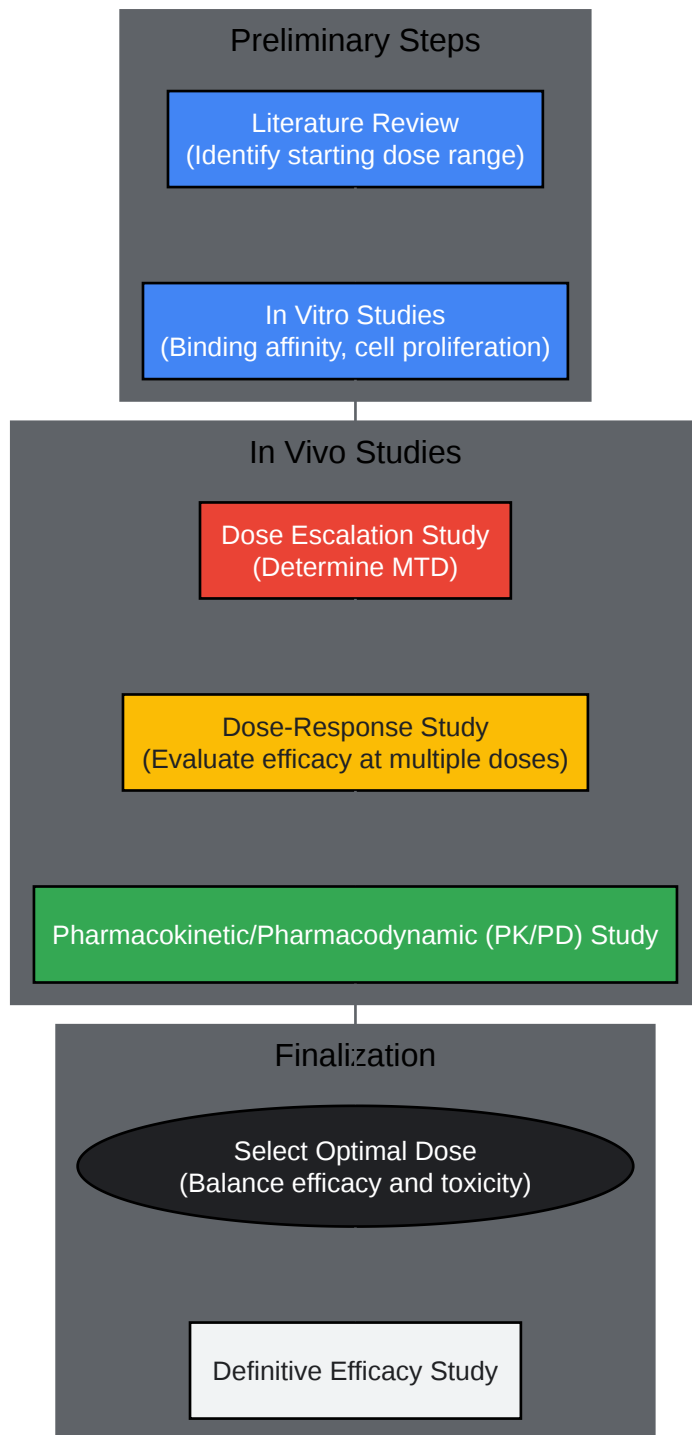 Preliminary Steps
Literature Review
(Identify starting dose range)
In Vitro Studies
(Binding affinity, cell proliferation)
In Vivo Studies
Dose Escalation Study
(Determine MTD)
Dose-Response Study
(Evaluate efficacy at multiple doses)
Pharmacokinetic/Pharmacodynamic (PK/PD) Study
Finalization
Select Optimal Dose
(Balance efficacy and toxicity)
Definitive Efficacy Study